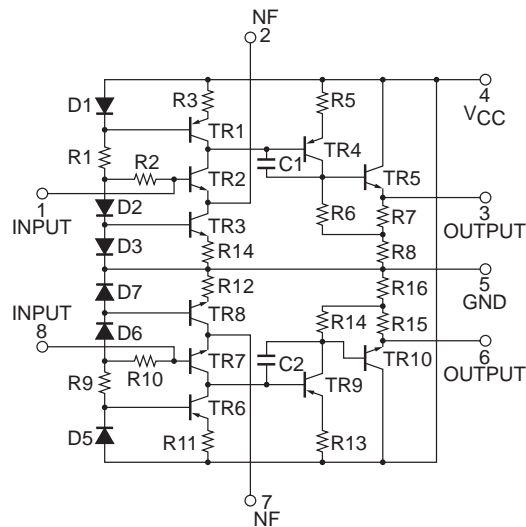 NF
2
D1
R3
R5
4
VCC
TR1
TR4
R1
R2
C1
TR5
TR2
1
INPUT
D2
R6
R7
3
OUTPUT
TR3
D3
R14
R8
5
GND
R12
R16
D7
INPUT
8
TR8
R14
R15
D6
6
OUTPUT
TR7
C2
TR10
R10
TR9
R9
TR6
D5
R11
R13
7
NF